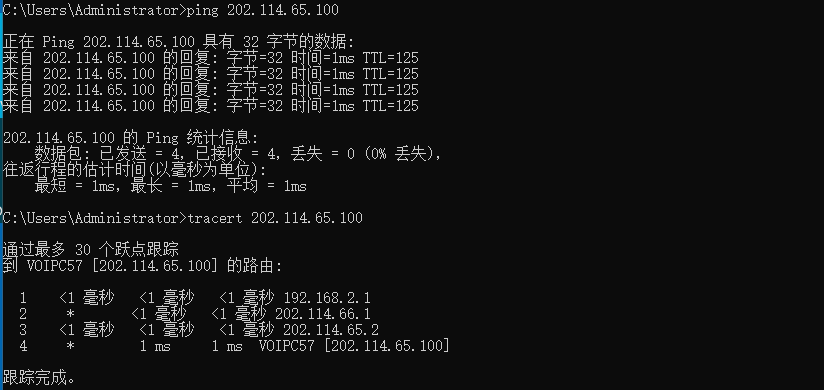 C:\Users\Administrator>ping 202.114.65.100
正在 Ping 202.114.65.100 具有 32 字节的数据:
来自 202.114.65.100 的回复: 字节=32 时间=1ms TTL=125
来自 202.114.65.100 的回复: 字节=32 时间=1ms TTL=125
来自 202.114.65.100 的回复: 字节=32 时间=1ms TTL=125
来自 202.114.65.100 的回复: 字节=32 时间=1ms TTL=125
202.114.65.100 的 Ping 统计信息:
数据包: 已发送 = 4, 已接收 = 4, 丢失 = 0 (0% 丢失),
往返行程的估计时间(以毫秒为单位):
最短 = 1ms, 最长 = 1ms, 平均 = 1ms
C:\Users\Administrator>tracert 202.114.65.100
通过最多 30 个跃点跟踪
到 VOIPC57 [202.114.65.100] 的路由:
1 <1 毫秒 <1 毫秒 <1 毫秒 192.168.2.1
2 * <1 毫秒 <1 毫秒 202.114.66.1
3 <1 毫秒 <1 毫秒 <1 毫秒 202.114.65.2
4 * 1 ms 1 ms VOIPC57 [202.114.65.100]
跟踪完成。